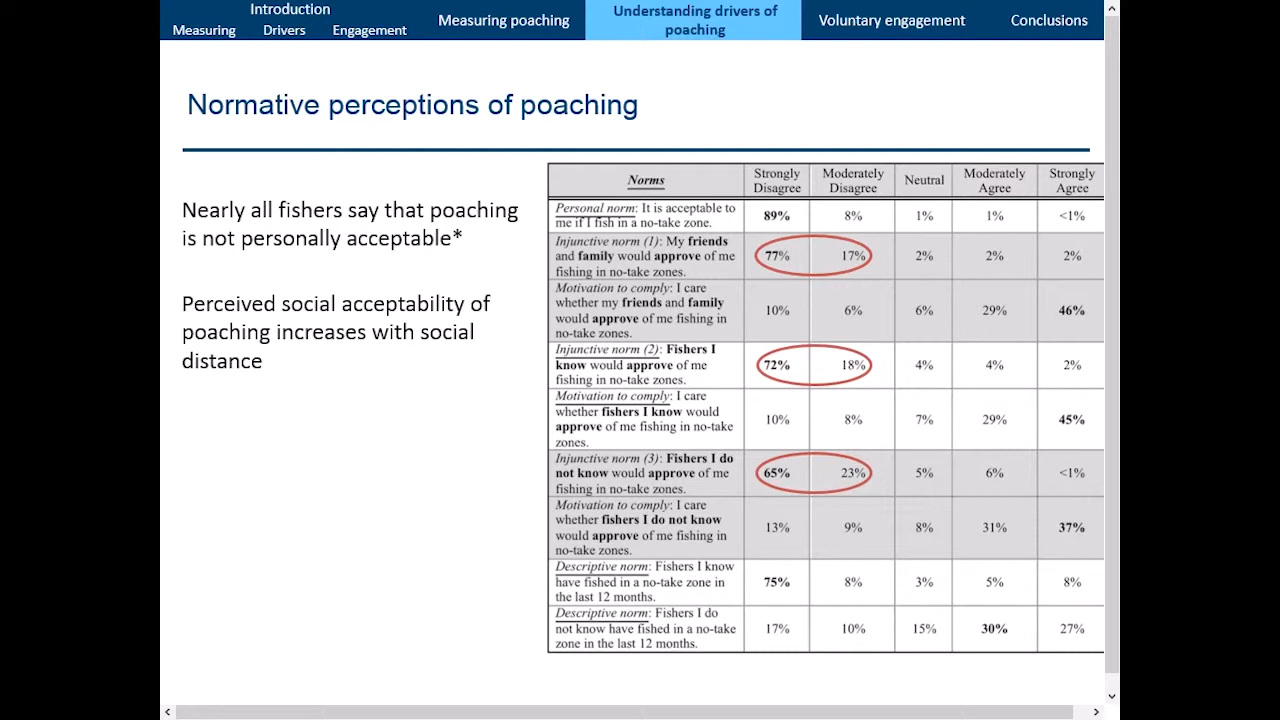 Introduction
Measuring Drivers Engagement
Measuring poaching
Understanding drivers of
poaching
Voluntary engagement
Conclusions
Normative perceptions of poaching
Nearly all fishers say that poaching
is not personally acceptable*
Perceived social acceptability of
poaching increases with social
distance
Norms
Strongly
Disagree
Moderately
Disagree
Neutral
Moderately
Agree
Strongly
Agree
Personal norm: It is acceptable to
me if I fish in a no-take zone.
89% 8% 1% 1% <1%
Injunctive norm (1): My friends
and family would approve of me
fishing in no-take zones.
77% 17% 2% 2% 2%
Motivation to comply: I care
whether my friends and family
would approve of me fishing in
no-take zones.
10% 6% 6% 29% 46%
Injunctive norm (2): Fishers I
know would approve of me
fishing in no-take zones.
72% 18% 4% 4% 2%
Motivation to comply: I care
whether fishers I know would
approve of me fishing in no-take
zones.
10% 8% 7% 29% 45%
Injunctive norm (3): Fishers I do
not know would approve of me
fishing in no-take zones.
65% 23% 5% 6% <1%
Motivation to comply: I care
whether fishers I do not know
would approve of me fishing in
no-take zones.
13% 9% 8% 31% 37%
Descriptive norm: Fishers I know
have fished in a no-take zone in
the last 12 months.
75% 8% 3% 5% 8%
Descriptive norm: Fishers I do
not know have fished in a no-take
zone in the last 12 months.
17% 10% 15% 30% 27%